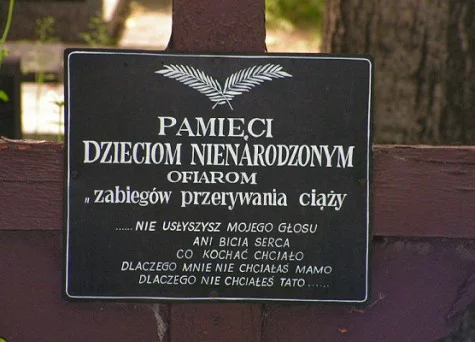 PAMIĘCI
DZIECIOM NIENARODZONYM
OFIAROM
„zabiegów przerywania ciąży
......NIE USŁYSZYSZ MOJEGO GŁOSU
ANI BICIA SERCA
CO KOCHAĆ CHCIAŁO
DLACZEGO MNIE NIE CHCIAŁAŚ MAMO
DLACZEGO NIE CHCIAŁEŚ TATO......